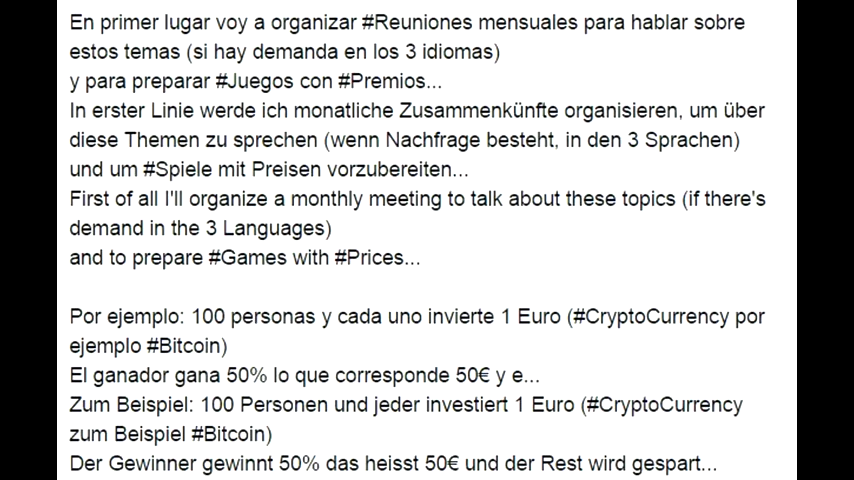 En primer lugar voy a organizar #Reuniones mensuales para hablar sobre
estos temas (si hay demanda en los 3 idiomas)
y para preparar #Juegos con #Premios...
In erster Linie werde ich monatliche Zusammenkünfte organisieren, um über
diese Themen zu sprechen (wenn Nachfrage besteht, in den 3 Sprachen)
und um #Spiele mit Preisen vorzubereiten...
First of all I'll organize a monthly meeting to talk about these topics (if there's
demand in the 3 Languages)
and to prepare #Games with #Prices...
Por ejemplo: 100 personas y cada uno invierte 1 Euro (#CryptoCurrency por
ejemplo #Bitcoin)
El ganador gana 50% lo que corresponde 50€ y e...
Zum Beispiel: 100 Personen und jeder investiert 1 Euro (#CryptoCurrency
zum Beispiel #Bitcoin)
Der Gewinner gewinnt 50% das heisst 50€ und der Rest wird gespart...